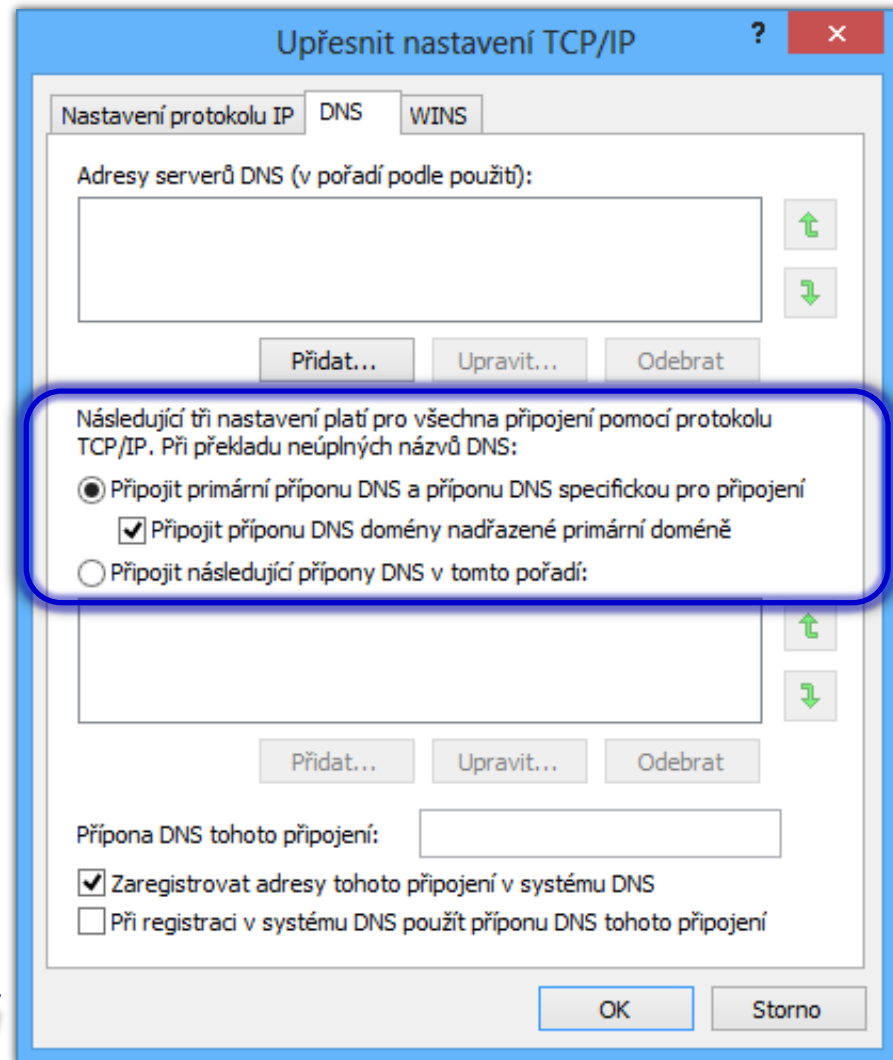 Upřesnit nastavení TCP/IP
?
Nastavení protokolu IP
DNS
WINS
Adresy serverů DNS (v pořadí podle použití):
Přidat...
Upravit...
Odebrat
Následující tři nastavení platí pro všechna připojení pomocí protokolu
TCP/IP. Při překladu neúplných názvů DNS:
Připojit primární příponu DNS a příponu DNS specifickou pro připojení
Připojit příponu DNS domény nadřazené primární doméně
Připojit následující přípony DNS v tomto pořadí:
Přidat...
Upravit...
Odebrat
Přípona DNS tohoto připojení:
Zaregistrovat adresy tohoto připojení v systému DNS
Při registraci v systému DNS použít příponu DNS tohoto připojení
OK
Storno